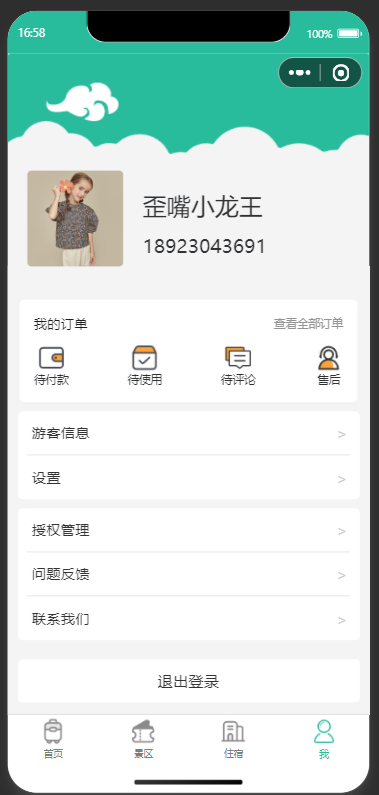 16:58 100%
歪嘴小龙王
18923043691
我的订单 查看全部订单
待付款 待使用 待评论 售后
游客信息 >
设置 >
授权管理 >
问题反馈 >
联系我们 >
退出登录
首页 景区 住宿 我